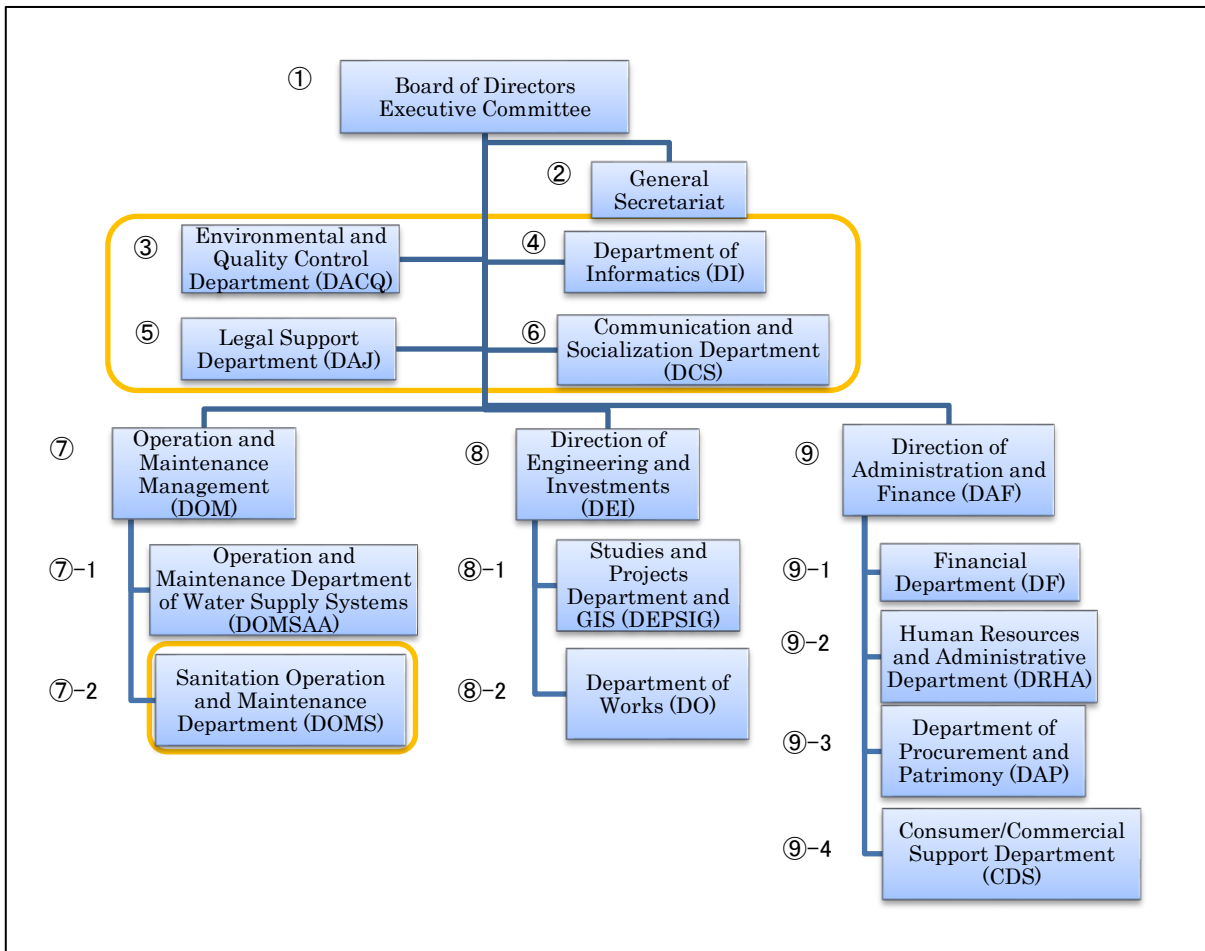 ①
Board of Directors
Executive Committee
②
General
Secretariat
③
Environmental and
Quality Control
Department (DACQ)
④
Department of
Informatics (DI)
⑤
Legal Support
Department (DAJ)
⑥
Communication and
Socialization Department
(DCS)
⑦
Operation and
Maintenance
Management
(DOM)
⑦-1
Operation and
Maintenance Department
of Water Supply Systems
(DOMSAA)
⑦-2
Sanitation Operation
and Maintenance
Department (DOMS)
⑧
Direction of
Engineering and
Investments
(DEI)
⑧-1
Studies and
Projects
Department and
GIS (DEPSIG)
⑧-2
Department of
Works (DO)
⑨
Direction of
Administration and
Finance (DAF)
⑨-1
Financial
Department (DF)
⑨-2
Human Resources
and Administrative
Department (DRHA)
⑨-3
Department of
Procurement and
Patrimony (DAP)
⑨-4
Consumer/Commercial
Support Department
(CDS)